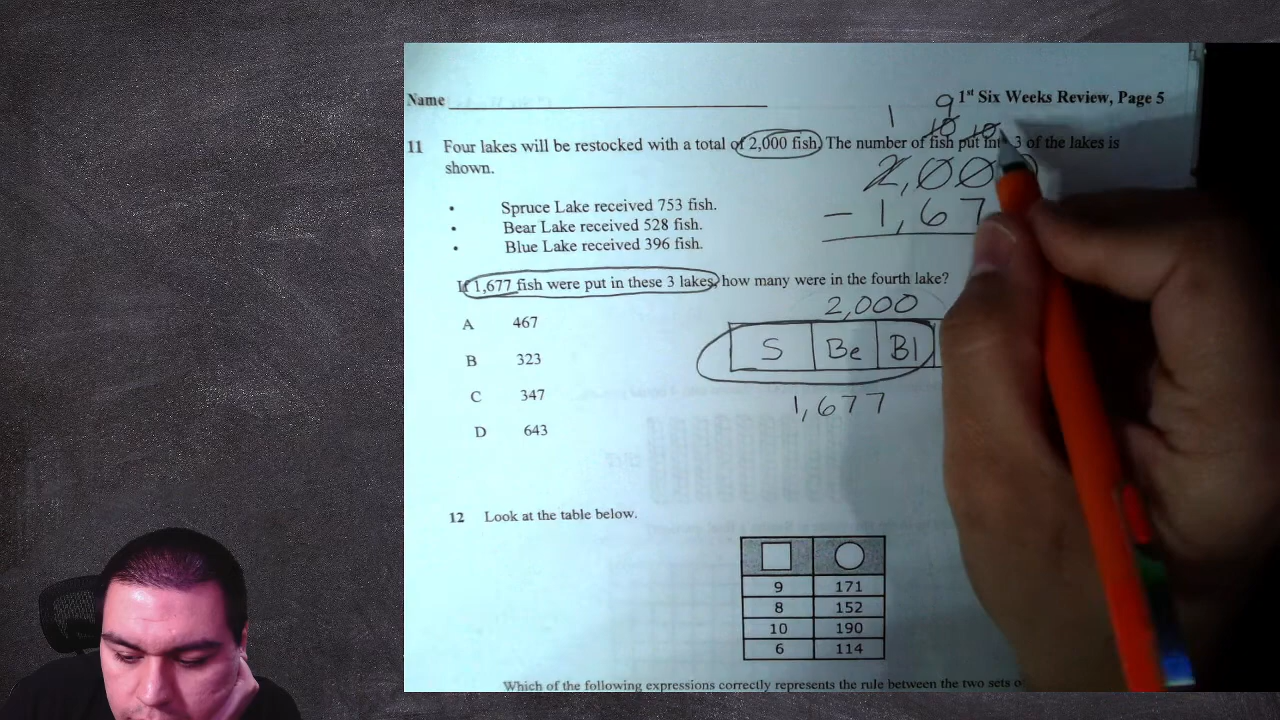 Name
1st Six Weeks Review, Page 5
1 9
10 10
11 Four lakes will be restocked with a total of 2,000 fish. The number of fish put into 3 of the lakes is
shown.
2,000
- 1,67
• Spruce Lake received 753 fish.
• Bear Lake received 528 fish.
• Blue Lake received 396 fish.
If 1,677 fish were put in these 3 lakes, how many were in the fourth lake?
2,000
A 467
S Be Bl
B 323
C 347
1,677
D 643
12 Look at the table below.
9 171
8 152
10 190
6 114
Which of the following expressions correctly represents the rule between the two sets o